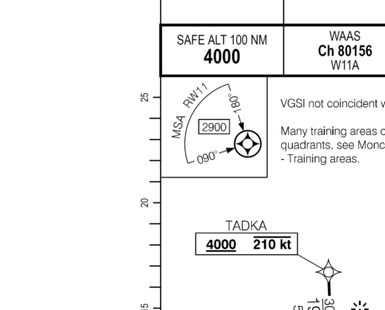 SAFE ALT 100 NM
4000
WAAS
Ch 80156
W11A
25
MSA RW11
180°
2900
090°
VGSI not coincident w
Many training areas
quadrants, see Monc
- Training areas.
20
TADKA
4000 210 kt
15